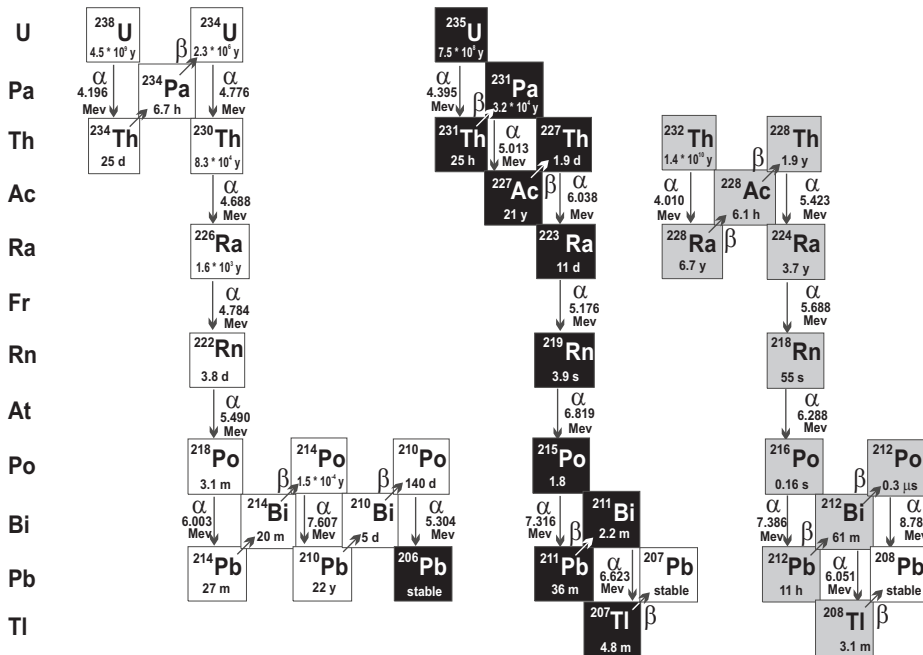 U
Pa
Th
Ac
Ra
Fr
Rn
At
Po
Bi
Pb
Tl
238U
4.5 * 10⁹ y
α
4.196
Mev
234Th
25 d
234Pa
6.7 h
β
234U
2.3 * 10⁶ y
α
4.776
Mev
230Th
8.3 * 10⁴ y
α
4.688
Mev
226Ra
1.6 * 10³ y
α
4.784
Mev
222Rn
3.8 d
α
5.490
Mev
218Po
3.1 m
α
6.003
Mev
214Pb
27 m
214Bi
20 m
β
214Po
1.5 * 10⁻⁴ y
α
7.607
Mev
210Pb
22 y
210Bi
5 d
β
210Po
140 d
α
5.304
Mev
206Pb
stable
235U
7.5 * 10⁸ y
α
4.395
Mev
231Th
25 h
β
231Pa
3.2 * 10⁴ y
α
5.013
Mev
227Ac
21 y
β
227Th
1.9 d
α
6.038
Mev
223Ra
11 d
α
5.176
Mev
219Rn
3.9 s
α
6.819
Mev
215Po
1.8
α
7.316
Mev
211Pb
36 m
β
211Bi
2.2 m
α
6.623
Mev
207Tl
4.8 m
β
207Pb
stable
232Th
1.4 * 10¹⁰ y
α
4.010
Mev
228Ra
6.7 y
β
228Ac
6.1 h
β
228Th
1.9 y
α
5.423
Mev
224Ra
3.7 y
α
5.688
Mev
218Rn
55 s
α
6.288
Mev
216Po
0.16 s
α
7.386
Mev
212Pb
11 h
β
212Bi
61 m
β
212Po
0.3 μs
α
8.78
Mev
α
6.051
Mev
208Tl
3.1 m
β
208Pb
stable